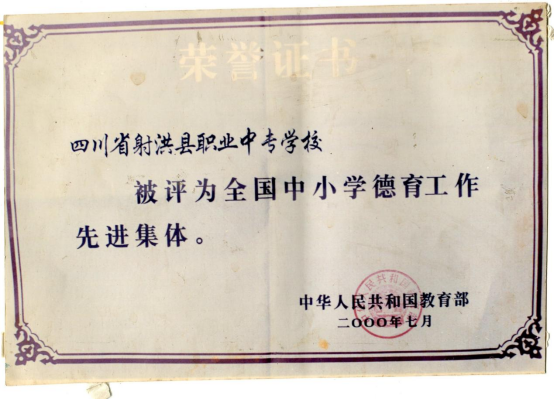 荣誉证书
四川省射洪县职业中专学校
被评为全国中小学德育工作
先进集体。
中华人民共和国教育部
二〇〇〇年七月